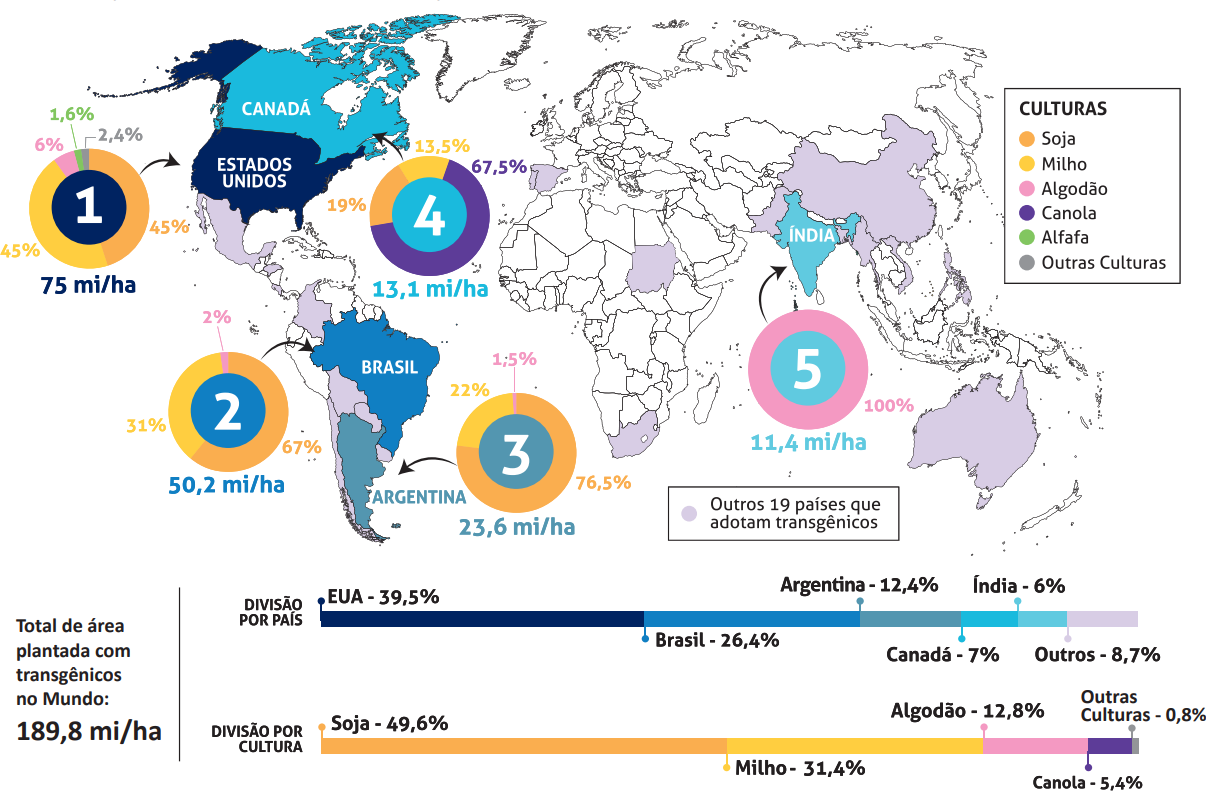 CANADÁ
ESTADOS
UNIDOS
1,6%
2,4%
6%
1
45%
45%
75 mi/ha
13,5%
67,5%
19%
4
13,1 mi/ha
CULTURAS
Soja
Milho
Algodão
Canola
Alfafa
Outras Culturas
ÍNDIA
5
100%
11,4 mi/ha
2%
BRASIL
2
31%
67%
50,2 mi/ha
1,5%
22%
3
76,5%
ARGENTINA
23,6 mi/ha
Outros 19 países que
adotam transgênicos
Total de área
plantada com
transgênicos
no Mundo:
189,8 mi/ha
DIVISÃO
POR PAÍS
EUA - 39,5%
Brasil - 26,4%
Argentina - 12,4%
Canadá - 7%
Índia - 6%
Outros - 8,7%
DIVISÃO POR
CULTURA
Soja - 49,6%
Milho - 31,4%
Algodão - 12,8%
Canola - 5,4%
Outras
Culturas - 0,8%